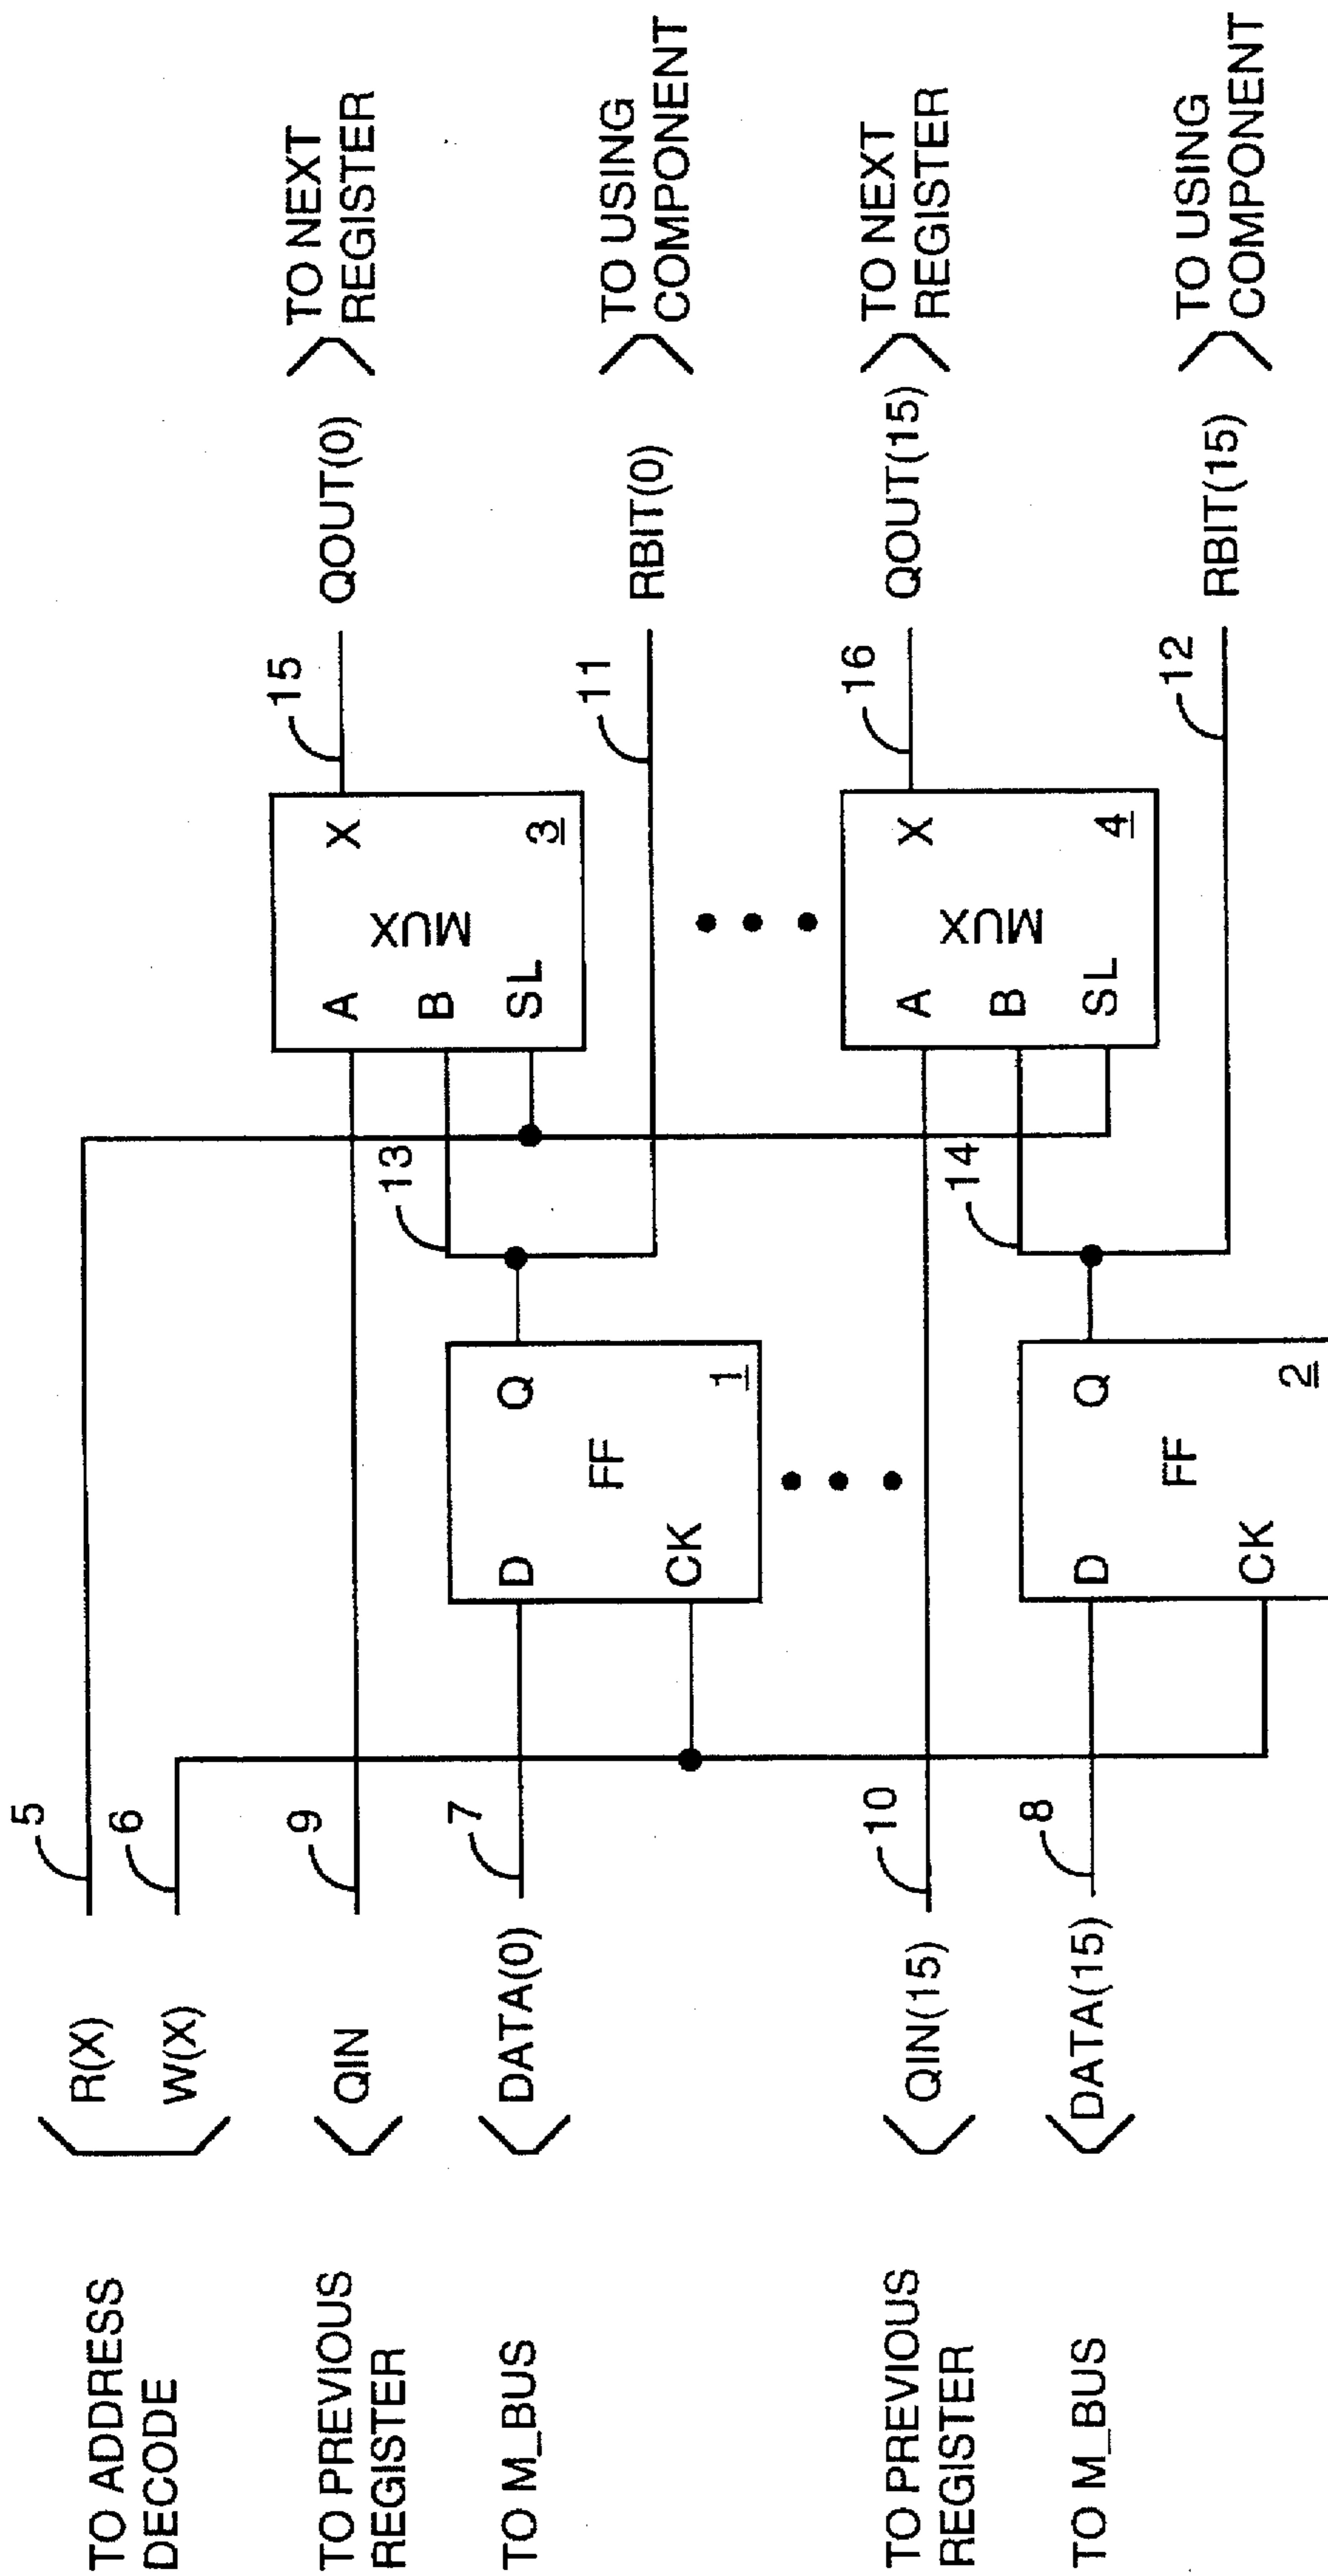 TO ADDRESS
DECODE
R(X)
W(X)
5
6
TO PREVIOUS
REGISTER
QIN
9
TO M_BUS
DATA(0)
7
D
Q
FF
CK
1
13
A
X
B
MUX
SL
3
15
QOUT(0)
TO NEXT
REGISTER
11
RBIT(0)
TO USING
COMPONENT
TO PREVIOUS
REGISTER
QIN(15)
10
TO M_BUS
DATA(15)
8
D
Q
FF
CK
2
14
A
X
B
MUX
SL
4
16
QOUT(15)
TO NEXT
REGISTER
12
RBIT(15)
TO USING
COMPONENT